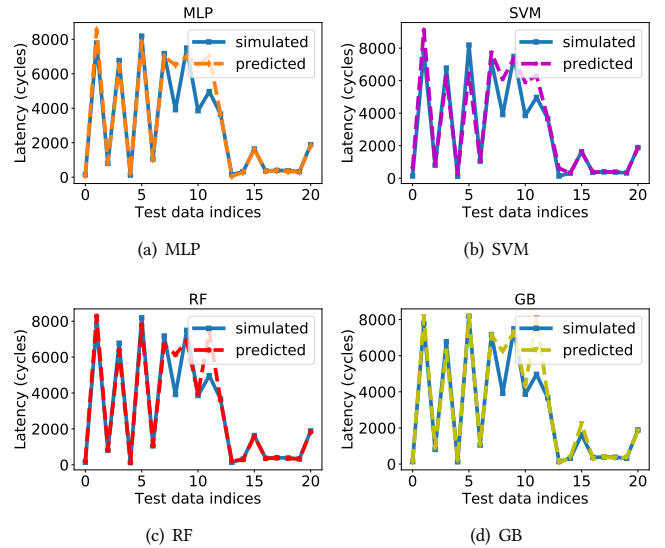 MLP
Latency (cycles)
8000
6000
4000
2000
0
simulated
predicted
0 5 10 15 20
Test data indices
(a) MLP
SVM
Latency (cycles)
8000
6000
4000
2000
0
simulated
predicted
0 5 10 15 20
Test data indices
(b) SVM
RF
Latency (cycles)
8000
6000
4000
2000
0
simulated
predicted
0 5 10 15 20
Test data indices
(c) RF
GB
Latency (cycles)
8000
6000
4000
2000
0
simulated
predicted
0 5 10 15 20
Test data indices
(d) GB